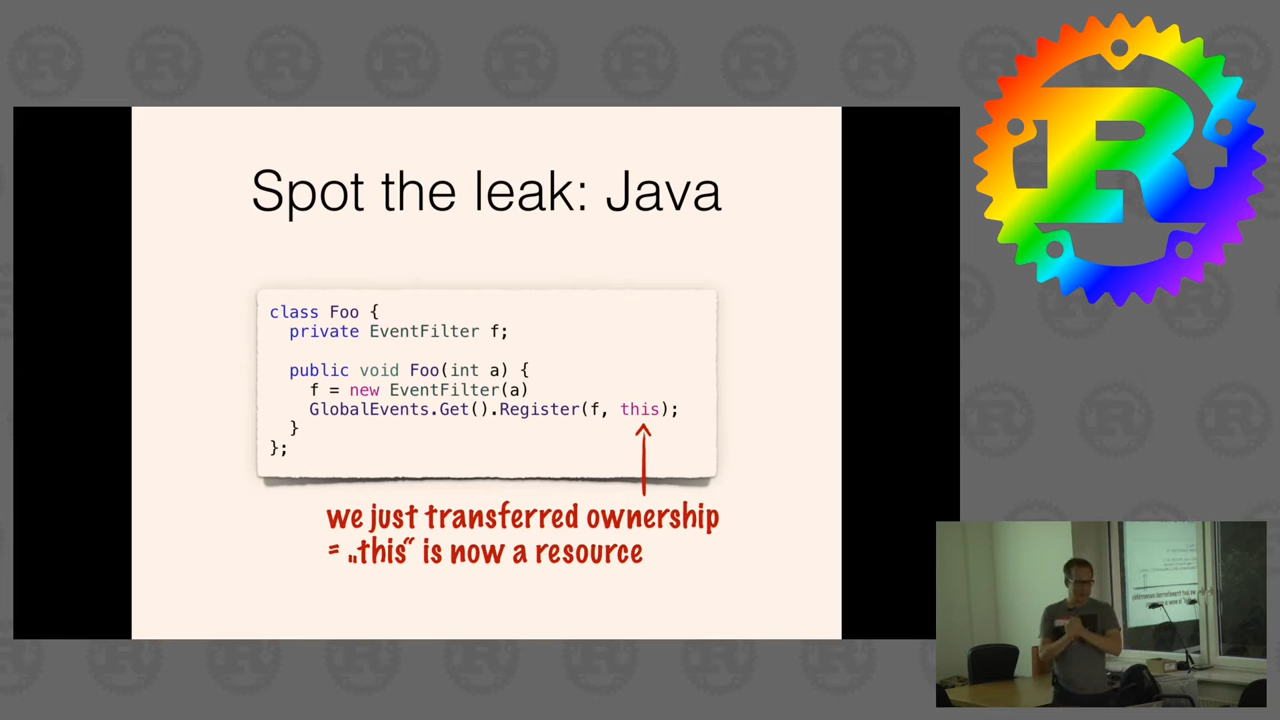 Spot the leak: Java
class Foo {
private EventFilter f;
public void Foo(int a) {
f = new EventFilter(a)
GlobalEvents.Get().Register(f, this);
}
};
we just transferred ownership
= „this“ is now a resource
R